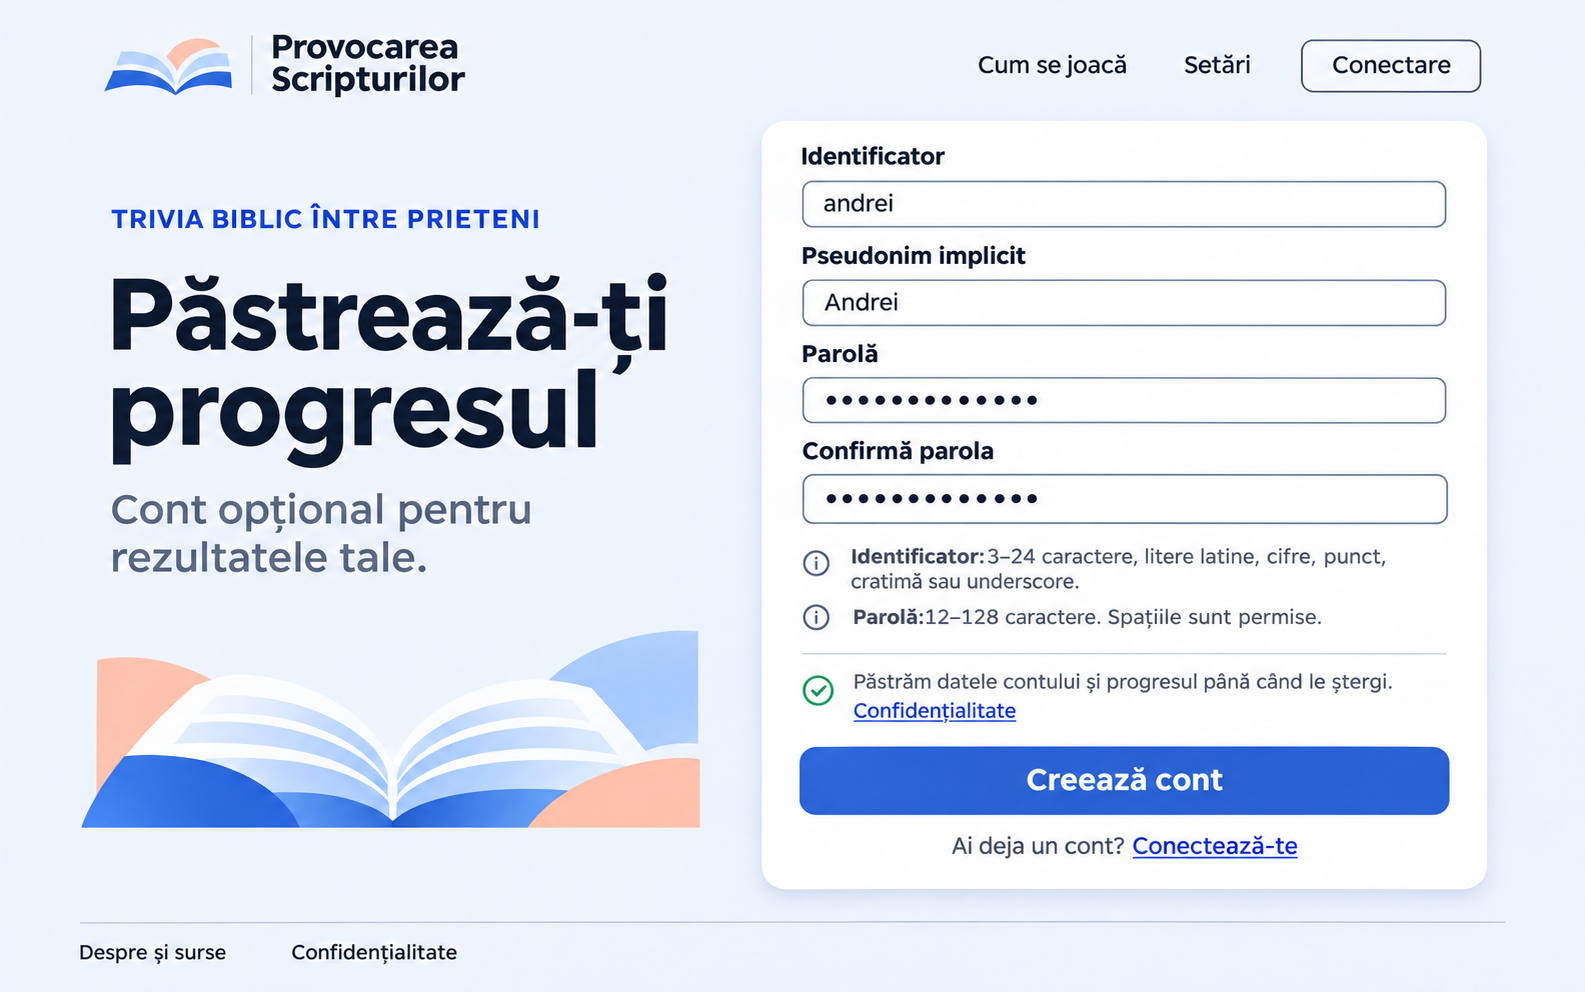 Provocarea
Scripturilor
Cum se joacă
Setări
Conectare
TRIVIA BIBLIC ÎNTRE PRIETENI
Păstrează-ți
progresul
Cont opțional pentru
rezultatele tale.
Identificator
andrei
Pseudonim implicit
Andrei
Parolă
•••••••••••••
Confirmă parola
•••••••••••••
Identificator: 3–24 caractere, litere latine, cifre, punct,
cratimă sau underscore.
Parolă: 12–128 caractere. Spațiile sunt permise.
Păstrăm datele contului și progresul până când le ștergi.
Confidențialitate
Creează cont
Ai deja un cont? Conectează-te
Despre și surse
Confidențialitate